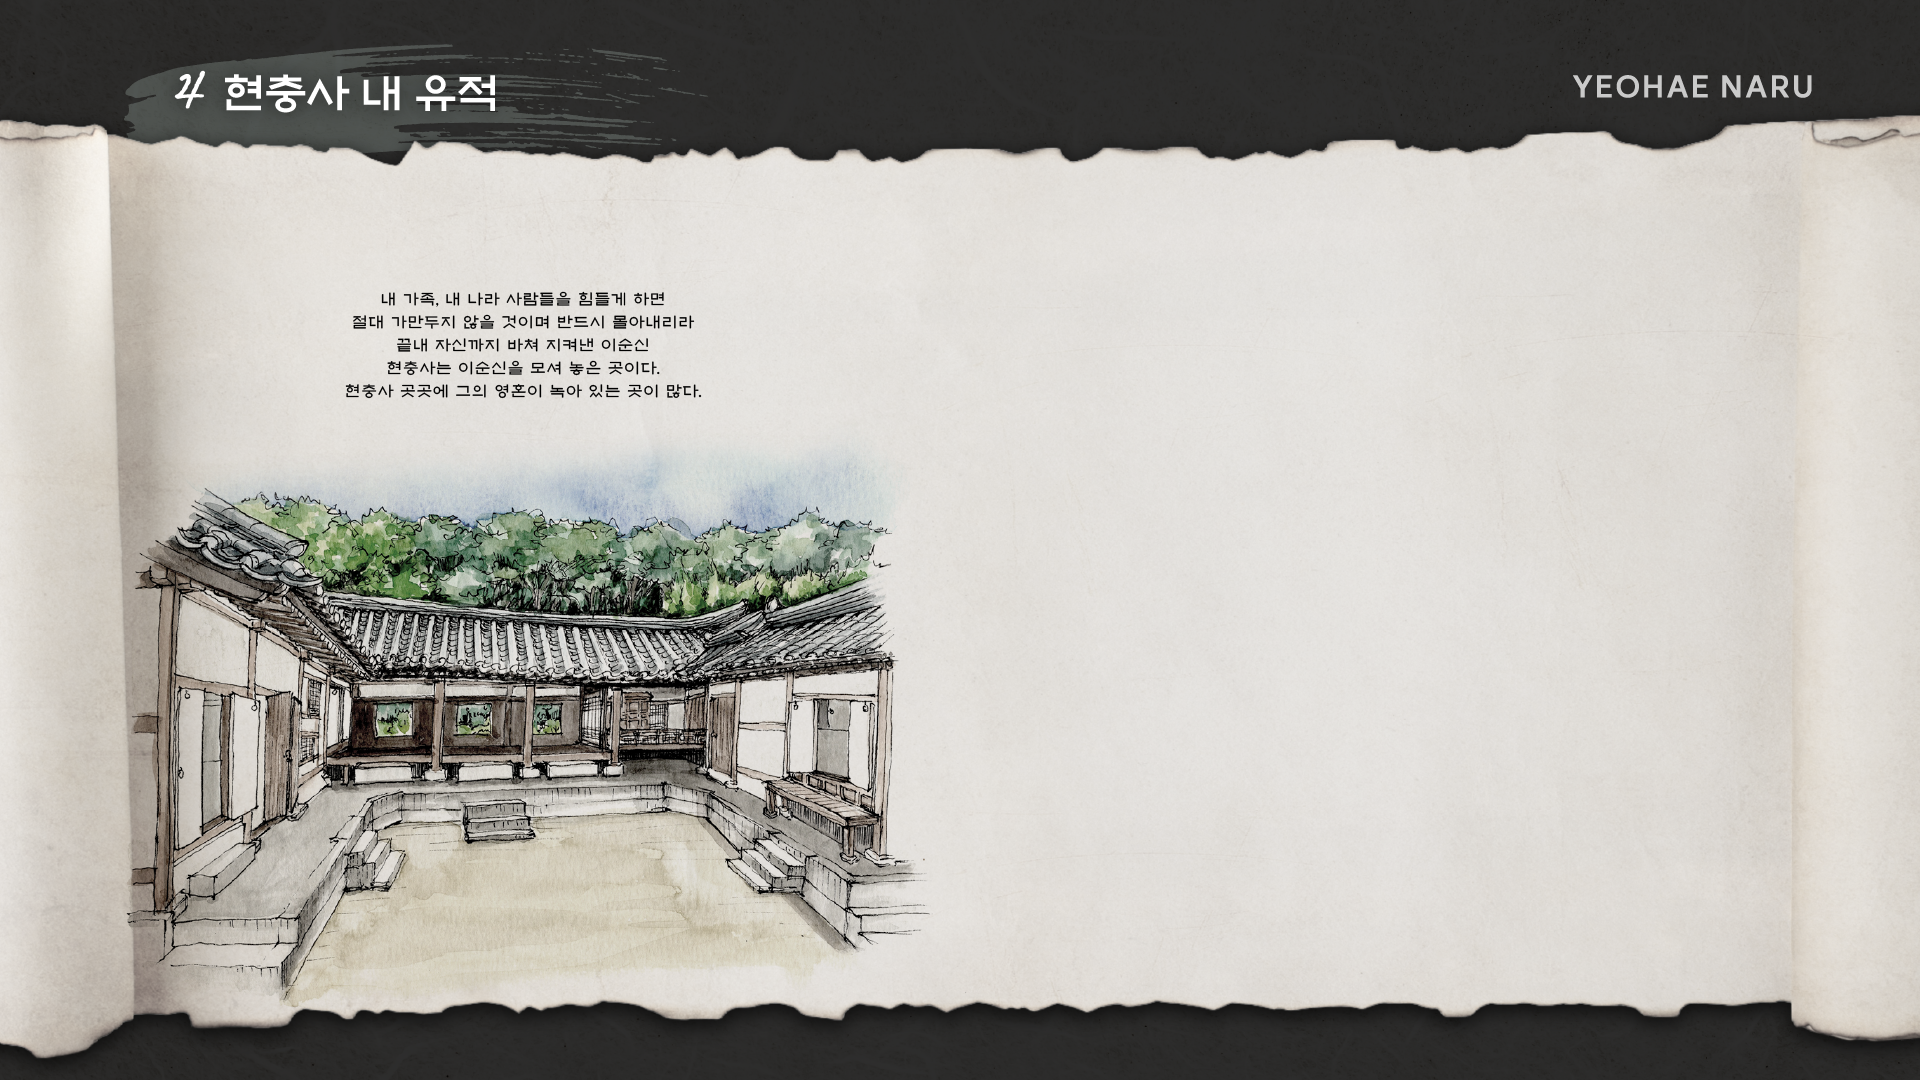 4 현충사 내 유적
YEOHAE NARU
내 가족, 내 나라 사람들을 힘들게 하면
절대 가만두지 않을 것이며 반드시 몰아내리라
끝내 자신까지 바쳐 지켜낸 이순신
현충사는 이순신을 모셔 놓은 곳이다.
현충사 곳곳에 그의 영혼이 녹아 있는 곳이 많다.